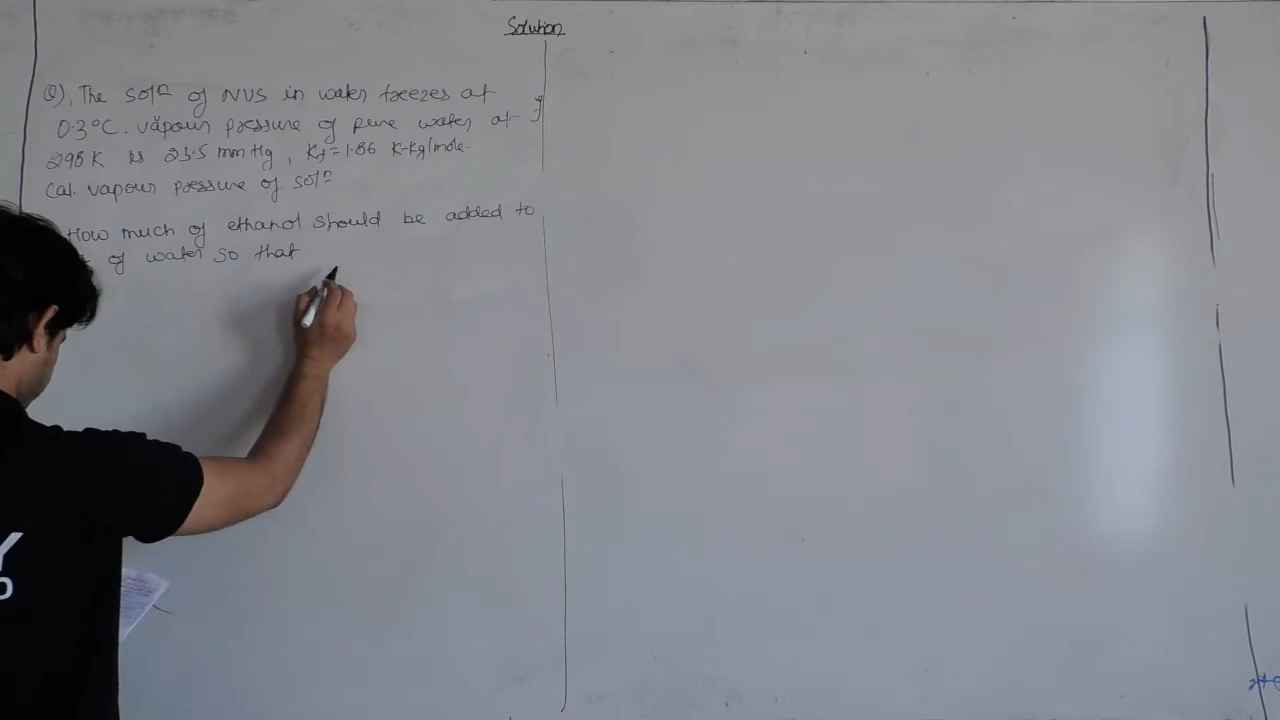 Solution
Q). The solⁿ of NVS in water freezes at
0.3°C. vapour pressure of pure water at
298K is 23.5 mm Hg, Kf = 1.86 K-Kg/mole.
Cal. vapour pressure of solⁿ
How much of ethanol should be added to
of water so that
Y